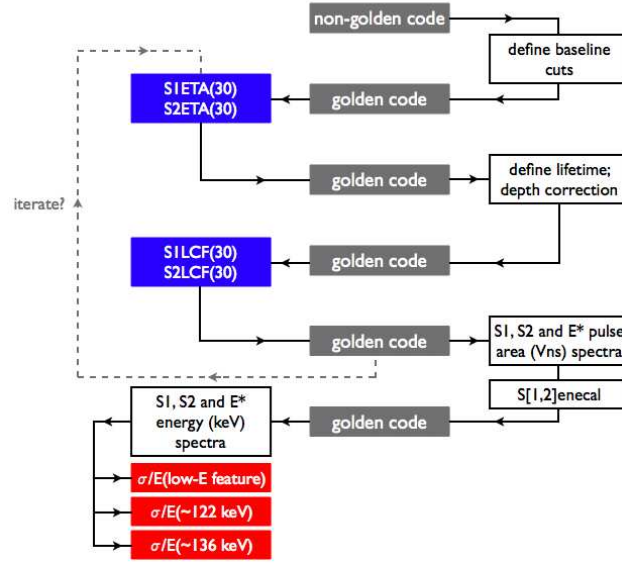 non-golden code
define baseline
cuts
S1ETA(30)
S2ETA(30)
golden code
golden code
define lifetime;
depth correction
iterate?
S1LCF(30)
S2LCF(30)
golden code
golden code
S1, S2 and E* pulse
area (Vns) spectra
S[1,2]enecal
S1, S2 and E*
energy (keV)
spectra
golden code
σ/E(low-E feature)
σ/E(~122 keV)
σ/E(~136 keV)